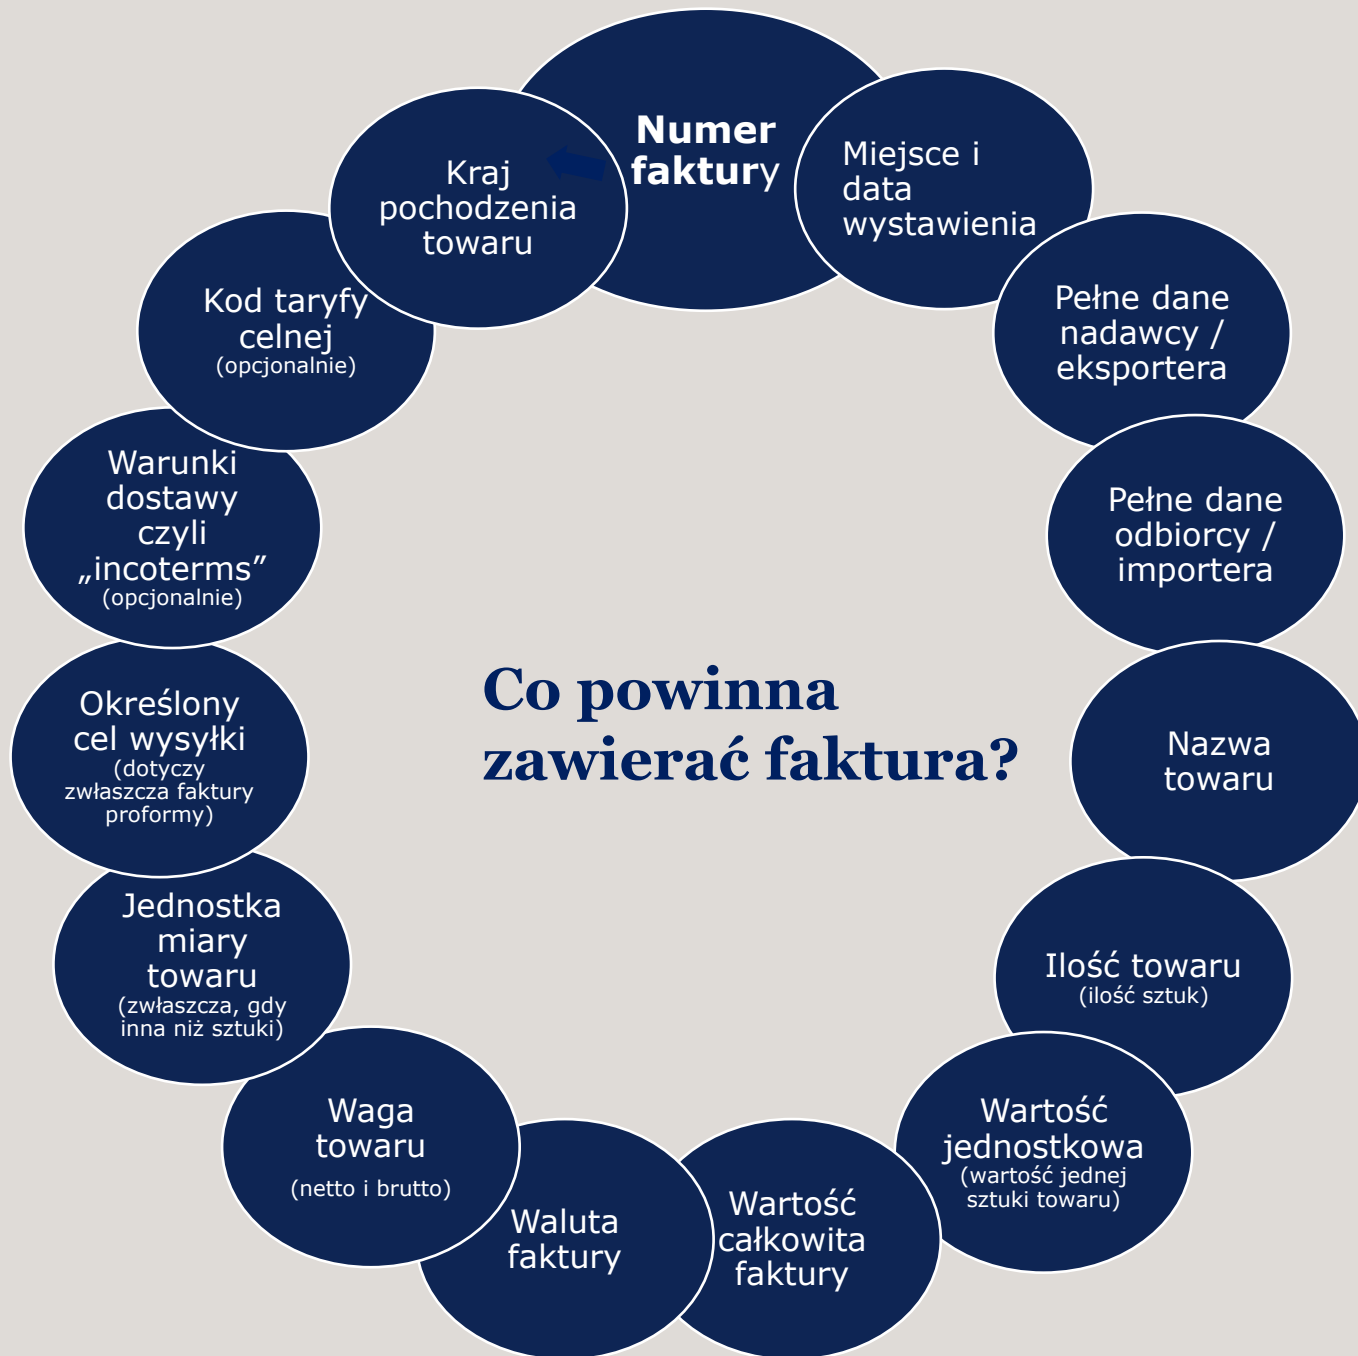 Numer
faktury
Miejsce i
data
wystawienia
Pełne dane
nadawcy /
eksportera
Pełne dane
odbiorcy /
importera
Nazwa
towaru
Ilość towaru
(ilość sztuk)
Wartość
jednostkowa
(wartość jednej
sztuki towaru)
Wartość
całkowita
faktury
Waluta
faktury
Waga
towaru
(netto i brutto)
Jednostka
miary
towaru
(zwłaszcza, gdy
inna niż sztuki)
Określony
cel wysyłki
(dotyczy
zwłaszcza faktury
proformy)
Warunki
dostawy
czyli
„incoterms”
(opcjonalnie)
Kod taryfy
celnej
(opcjonalnie)
Kraj
pochodzenia
towaru
Co powinna
zawierać faktura?